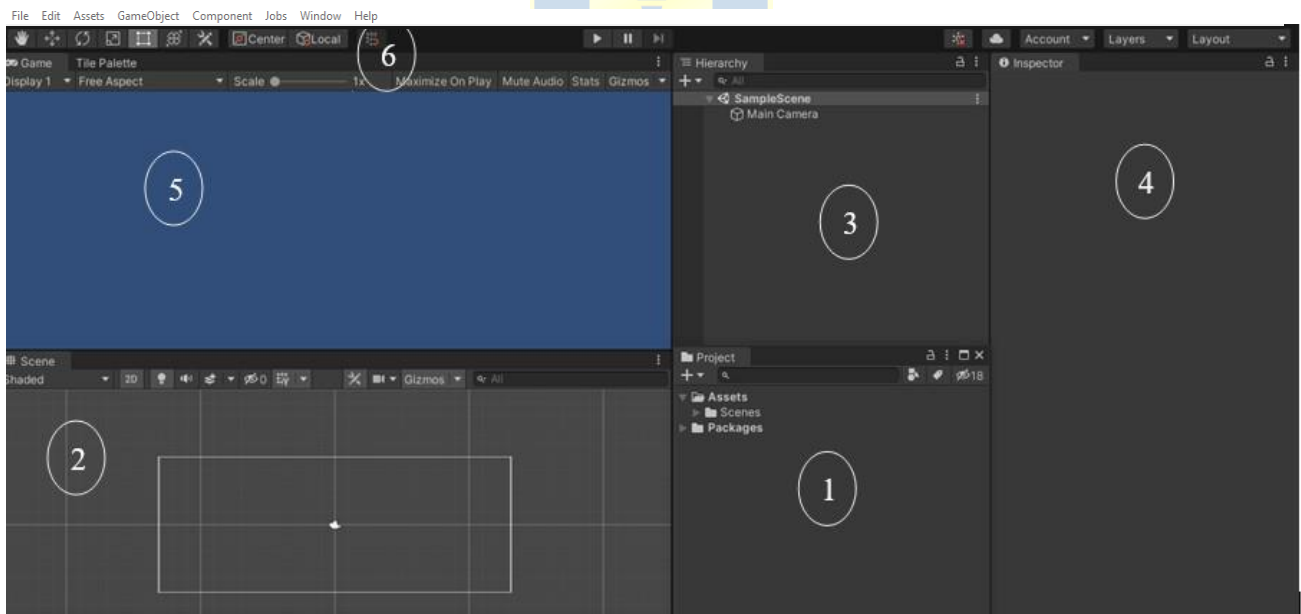 File Edit Assets GameObject Component Jobs Window Help
Center Local 6 Account Layers Layout
Game Tile Palette Hierarchy Inspector
Display 1 Free Aspect Scale 1x Maximize On Play Mute Audio Stats Gizmos All
SampleScene
Main Camera
5
3
4
Scene Project
Shaded 2D 0 Gizmos All 18
Assets
Scenes
Packages
2
1